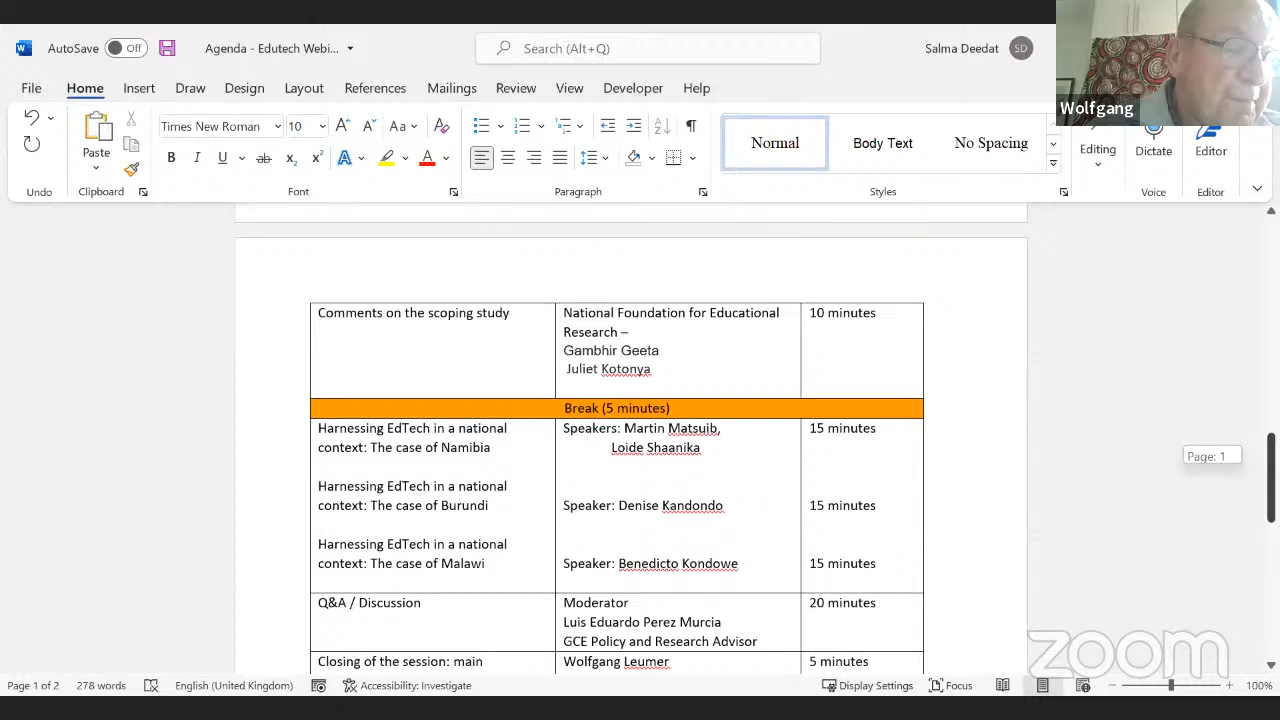 AutoSave Off Agenda - Edutech Webi... Search (Alt+Q) Salma Deedat SD
Wolfgang
File Home Insert Draw Design Layout References Mailings Review View Developer Help
Times New Roman 10 Aa
Paste
B I U ab x₂ x² A A
Normal Body Text No Spacing
Editing Dictate Editor
Undo Clipboard Font Paragraph Styles Voice Editor
Comments on the scoping study
National Foundation for Educational
Research –
Gambhir Geeta
Juliet Kotonya
10 minutes
Break (5 minutes)
Harnessing EdTech in a national
context: The case of Namibia
Speakers: Martin Matsuib,
Loide Shaanika
15 minutes
Harnessing EdTech in a national
context: The case of Burundi
Speaker: Denise Kandondo
15 minutes
Harnessing EdTech in a national
context: The case of Malawi
Speaker: Benedicto Kondowe
15 minutes
Q&A / Discussion
Moderator
Luis Eduardo Perez Murcia
GCE Policy and Research Advisor
20 minutes
Closing of the session: main
Wolfgang Leumer
5 minutes
Page: 1
zoom
Page 1 of 2 278 words English (United Kingdom) Accessibility: Investigate Display Settings Focus 100%